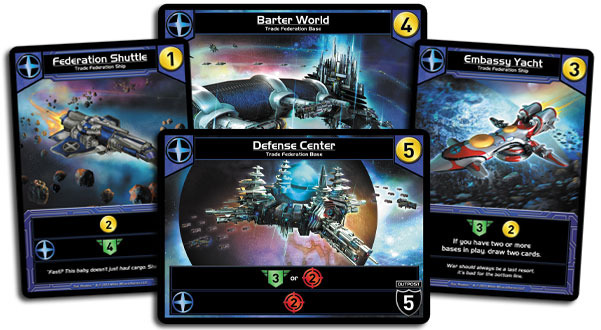 Federation Shuttle
1
Trade Federation Ship
2
4
"Fast? This baby doesn't just haul cargo. Sh
Barter World
4
Trade Federation Base
Defense Center
5
Trade Federation Base
3 or 2
2
OUTPOST
5
Embassy Yacht
3
Trade Federation Ship
3 2
If you have two or more
bases in play, draw two cards.
War should always be a last resort,
it's bad for the bottom line.